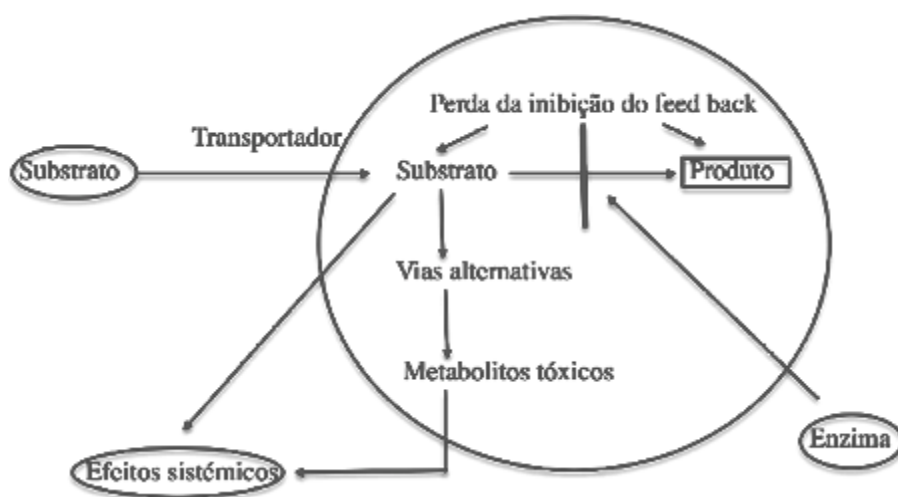 Perda da inibição do feed back
Transportador
Substrato
Substrato
Produto
Vias alternativas
Metabolitos tóxicos
Enzima
Efeitos sistémicos